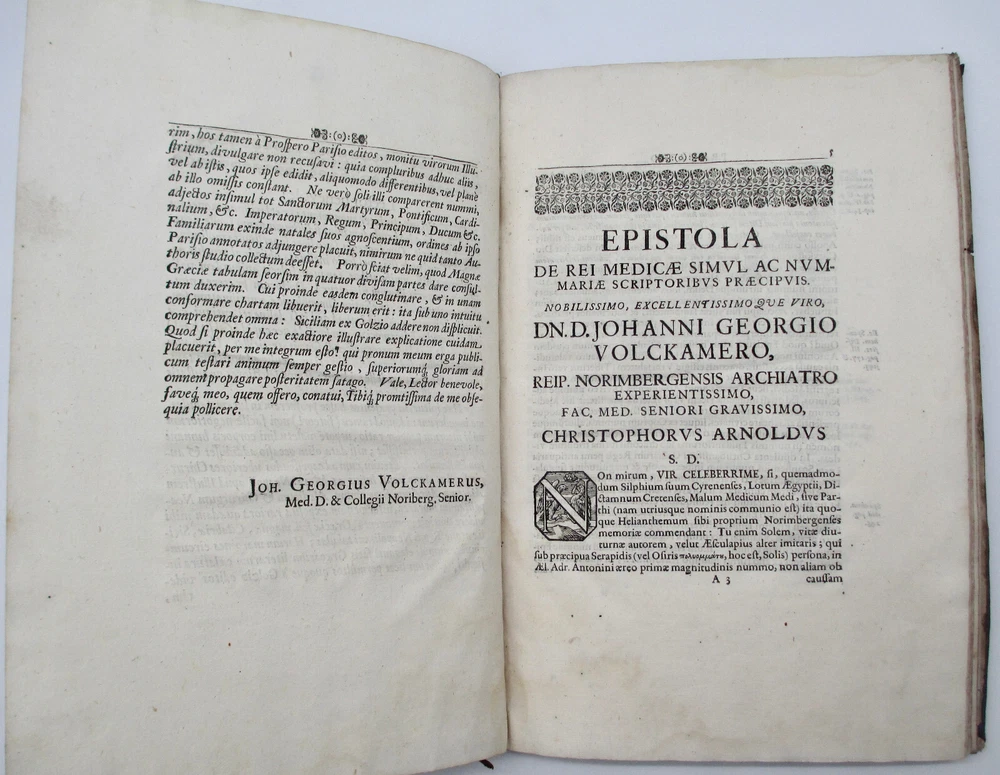 :(o):
rim, hos tamen à Prospero Parisio editos, monitu virorum Illu-
strium, divulgare non recusavi: quia compluribus adhuc aliis,
vel ab istis, quos ipse edidit, aliquomodo differentibus, vel plane
ab illo omissis constant. Ne verò soli illi comparerent nummi,
adjectos insimul tot Sanctorum Martyrum, Pontificum, Cardi-
nalium, &c. Imperatorum, Regum, Principum, Ducum &c.
Familiarum exinde natales suos agnoscentium, ordines ab ipso
Parisio annotatos adjungere placuit, nimirum ne quid tanto Au-
thoris studio collectum deesset. Porrò sciat velim, quod Magnæ
Græciæ tabulam seorsim in quatuor divisam partes dare consul-
tum duxerim. Cui proinde easdem conglutinare, & in unam
conformare chartam libuerit, liberum erit: ita sub uno intuitu
comprehendet omnia: Siciliam ex Golzio addere non displicuit.
Quod si proinde hæc exactiore illustrare explicatione cuidam
placuerit, per me integrum esto! qui pronum meum erga publi-
cum testari animum semper gestio, superiorumq; gloriam ad
omnem propagare posteritatem satago. Vale, Lector benevole,
faveq; meo, quem offero, conatui, Tibiq; promtissima de me obse-
quia pollicere.
JOH. GEORGIUS VOLCKAMERUS,
Med. D. & Collegii Noriberg. Senior.
:(o):
5
EPISTOLA
DE REI MEDICÆ SIMVL AC NVM-
MARIÆ SCRIPTORIBVS PRÆCIPVIS.
NOBILISSIMO, EXCELLENTISSIMOQVE VIRO,
DN. D. JOHANNI GEORGIO
VOLCKAMERO,
REIP. NORIMBERGENSIS ARCHIATRO
EXPERIENTISSIMO,
FAC. MED. SENIORI GRAVISSIMO,
CHRISTOPHORVS ARNOLDVS
S. D.
NOn mirum, VIR CELEBERRIME, si, quemadmo-
dum Silphium suum Cyrenenses, Lotum Ægyptii, Di-
ctamnum Cretenses, Malum Medicum Medi, sive Par-
thi (nam utriusque nominis communio est) ita quo-
que Helianthemum sibi proprium Norimbergenses
memoriæ commendant: Tu enim Solem, vitæ diu-
turnæ autorem, velut Æsculapius alter imitaris; qui
sub præcipua Serapidis (vel Osiris hoc est, Solis) persona, in
Æl. Adr. Antonini æreo primæ magnitudinis nummo, non aliam ob
A 3 caussam